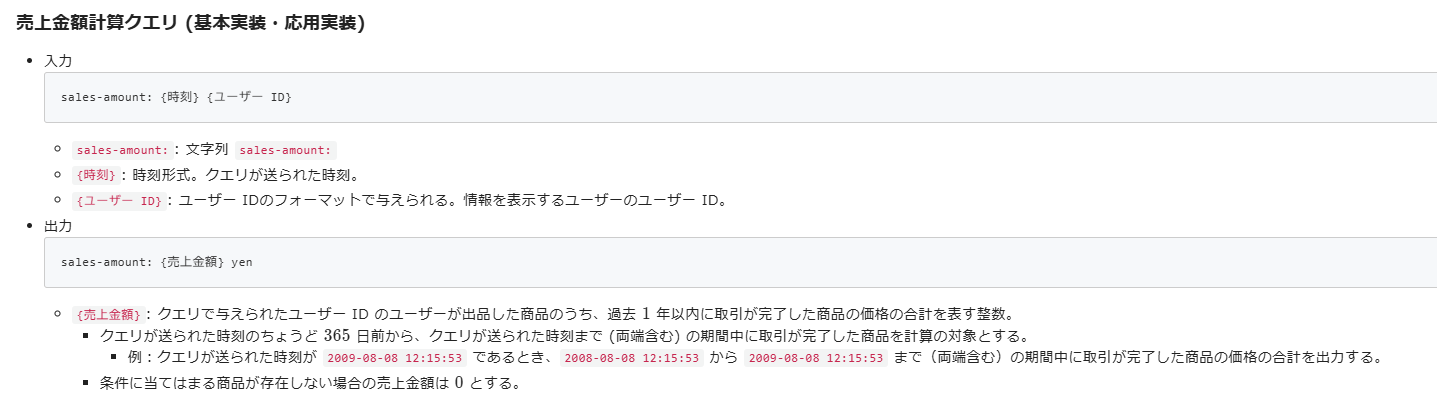 売上金額計算クエリ (基本実装・応用実装)
入力
sales-amount: {時刻} {ユーザー ID}
sales-amount: : 文字列 sales-amount:
{時刻} : 時刻形式。クエリが送られた時刻。
{ユーザー ID} : ユーザー IDのフォーマットで与えられる。情報を表示するユーザーのユーザー ID。
出力
sales-amount: {売上金額} yen
{売上金額} : クエリで与えられたユーザー ID のユーザーが出品した商品のうち、過去 1 年以内に取引が完了した商品の価格の合計を表す整数。
クエリが送られた時刻のちょうど 365 日前から、クエリが送られた時刻まで (両端含む) の期間中に取引が完了した商品を計算の対象とする。
例：クエリが送られた時刻が 2009-08-08 12:15:53 であるとき、 2008-08-08 12:15:53 から 2009-08-08 12:15:53 まで（両端含む）の期間中に取引が完了した商品の価格の合計を出力する。
条件に当てはまる商品が存在しない場合の売上金額は 0 とする。